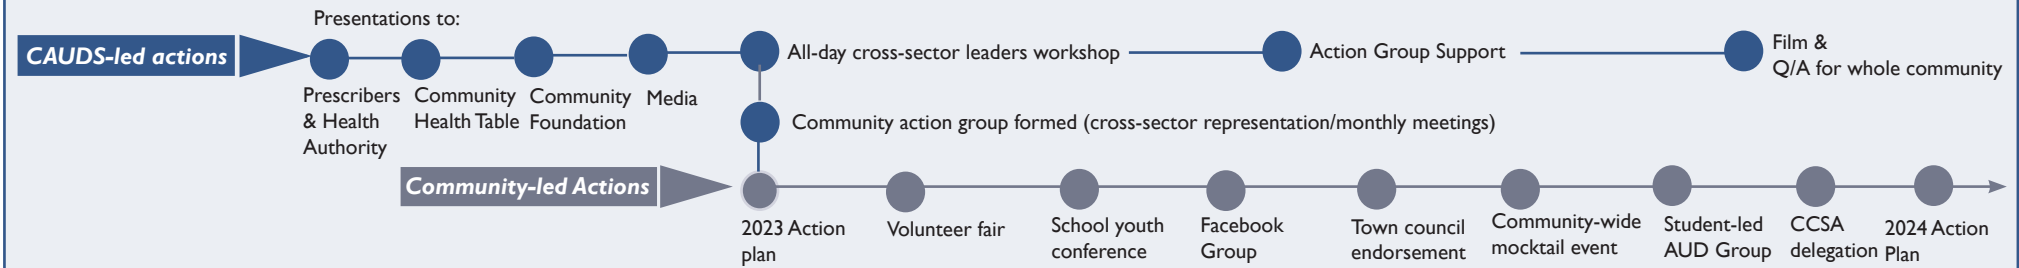 Presentations to:
CAUDS-led actions
Prescribers
& Health
Authority
Community
Health Table
Community
Foundation
Media
All-day cross-sector leaders workshop
Action Group Support
Film &
Q/A for whole community
Community action group formed (cross-sector representation/monthly meetings)
Community-led Actions
2023 Action
plan
Volunteer fair
School youth
conference
Facebook
Group
Town council
endorsement
Community-wide
mocktail event
Student-led
AUD Group
CCSA
delegation
2024 Action
Plan